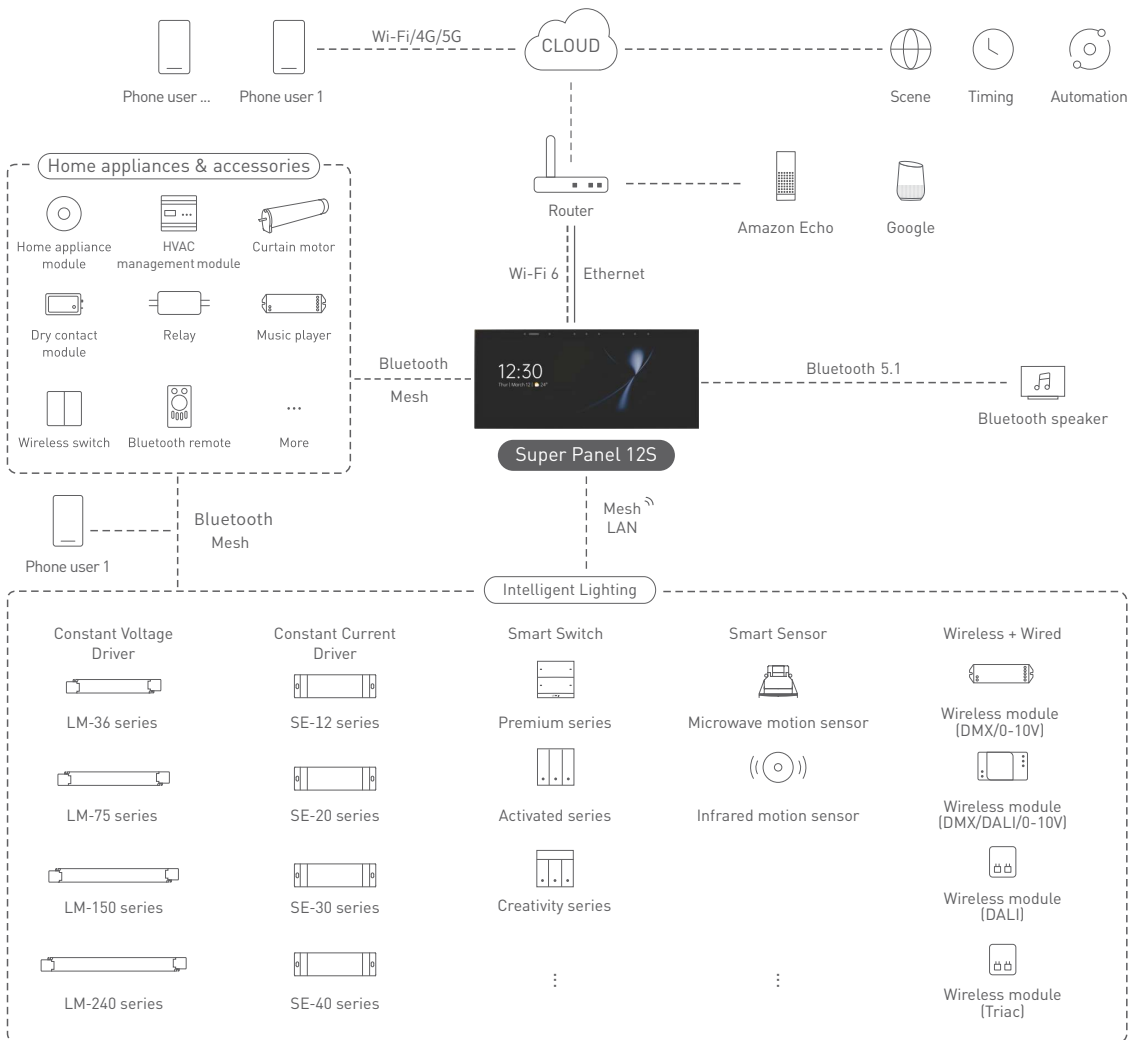 Wi-Fi/4G/5G
CLOUD
Phone user ...
Phone user 1
Scene
Timing
Automation
Home appliances & accessories
Home appliance
module
HVAC
management module
Curtain motor
Dry contact
module
Relay
Music player
Wireless switch
Bluetooth remote
...
More
Router
Amazon Echo
Google
Wi-Fi 6
Ethernet
Bluetooth
Mesh
12:30
Bluetooth 5.1
Bluetooth speaker
Super Panel 12S
Mesh
LAN
Phone user 1
Bluetooth
Mesh
Intelligent Lighting
Constant Voltage
Driver
LM-36 series
LM-75 series
LM-150 series
LM-240 series
Constant Current
Driver
SE-12 series
SE-20 series
SE-30 series
SE-40 series
Smart Switch
Premium series
Activated series
Creativity series
⋮
Smart Sensor
Microwave motion sensor
Infrared motion sensor
⋮
Wireless + Wired
Wireless module
(DMX/0-10V)
Wireless module
(DMX/DALI/0-10V)
Wireless module
(DALI)
Wireless module
(Triac)